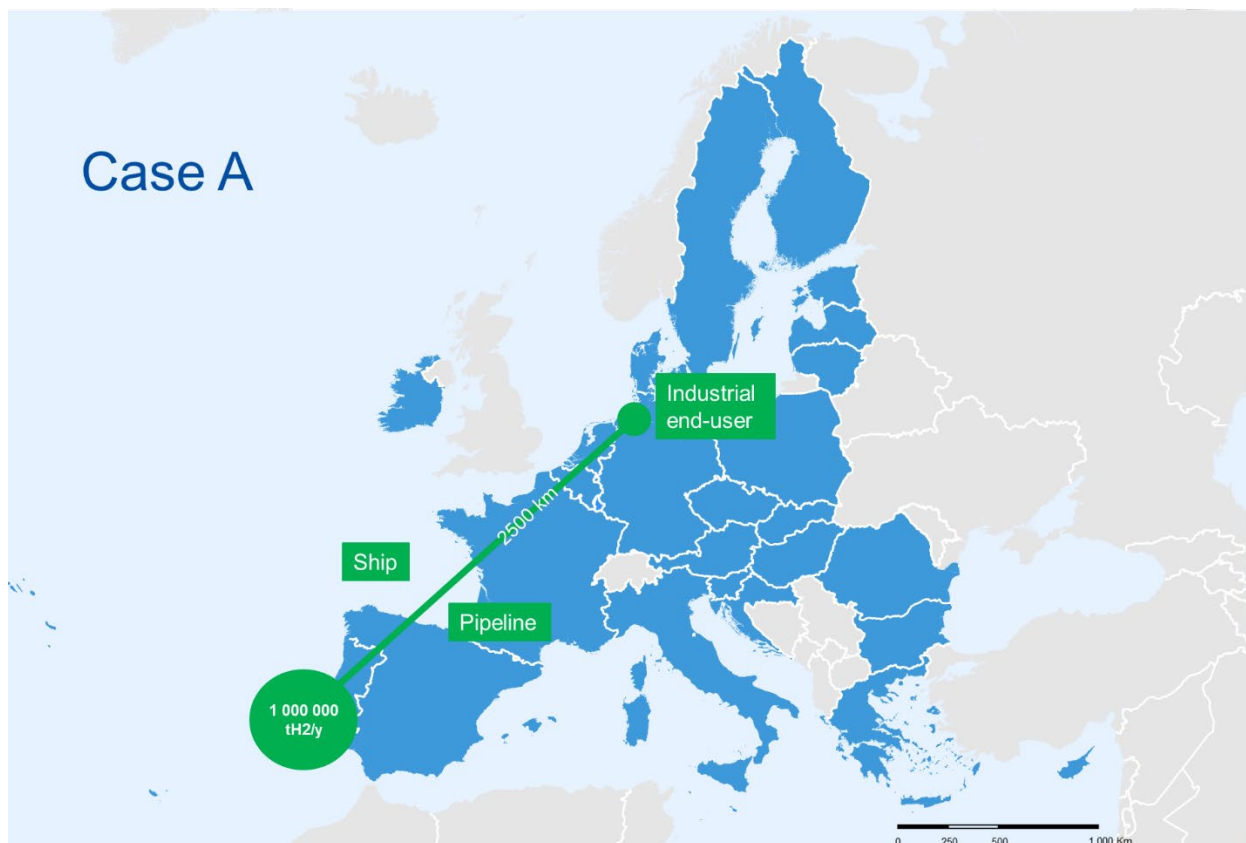 Case A
Industrial
end-user
2500 km
Ship
Pipeline
1 000 000
tH2/y
0 250 500 1 000 Km